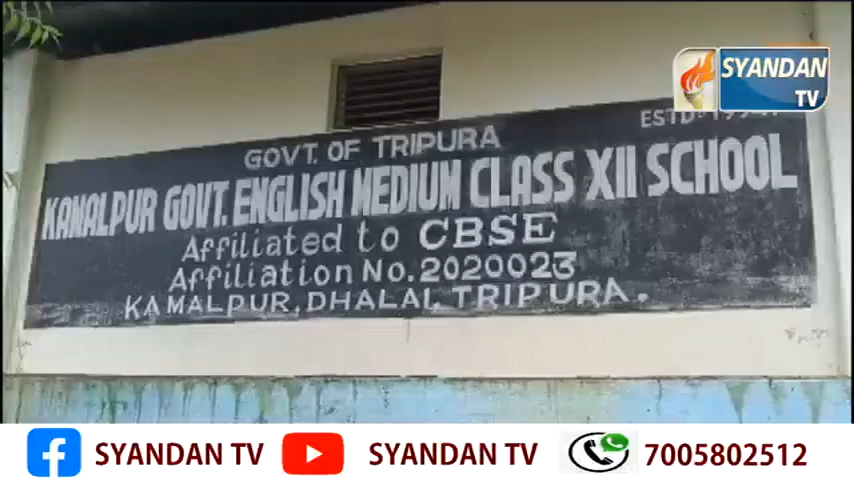 SYANDAN
TV
ESTD:
GOVT. OF TRIPURA
KAMALPUR GOVT. ENGLISH MEDIUM CLASS XII SCHOOL
Affiliated to CBSE
Affiliation No. 2020023
KAMALPUR, DHALAI, TRIPURA.
SYANDAN TV
SYANDAN TV
7005802512